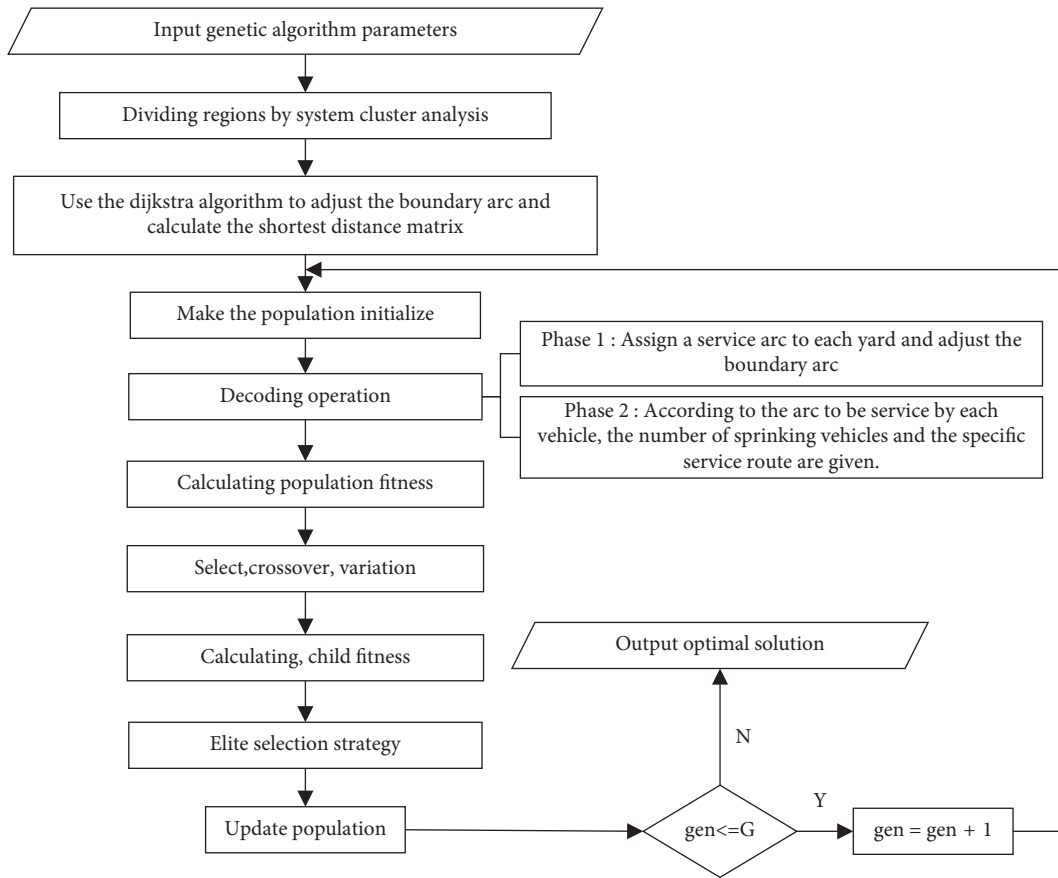 Input genetic algorithm parameters
Dividing regions by system cluster analysis
Use the dijkstra algorithm to adjust the boundary arc and
calculate the shortest distance matrix
Make the population initialize
Decoding operation
Phase 1 : Assign a service arc to each yard and adjust the
boundary arc
Phase 2 : According to the arc to be service by each
vehicle, the number of sprinking vehicles and the specific
service route are given.
Calculating population fitness
Select,crossover, variation
Calculating, child fitness
Elite selection strategy
Update population
gen<=G
Y
gen = gen + 1
N
Output optimal solution